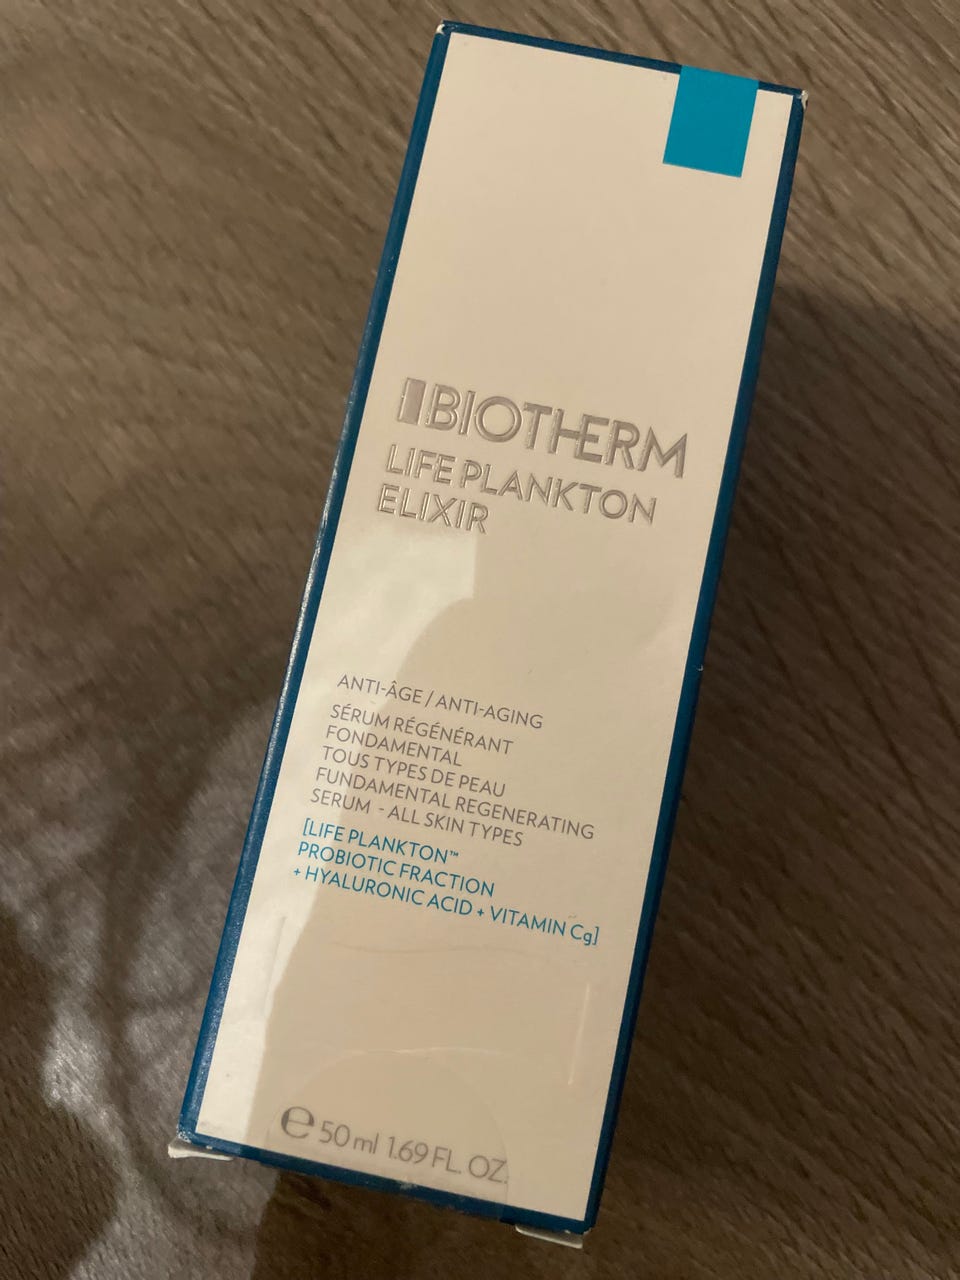 BIOTHERM
LIFE PLANKTON
ELIXIR
ANTI-ÂGE / ANTI-AGING
SÉRUM RÉGÉNÉRANT
FONDAMENTAL
TOUS TYPES DE PEAU
FUNDAMENTAL REGENERATING
SERUM - ALL SKIN TYPES
[LIFE PLANKTON™
PROBIOTIC FRACTION
+ HYALURONIC ACID + VITAMIN Cg]
℮ 50 ml 1.69 FL. OZ.